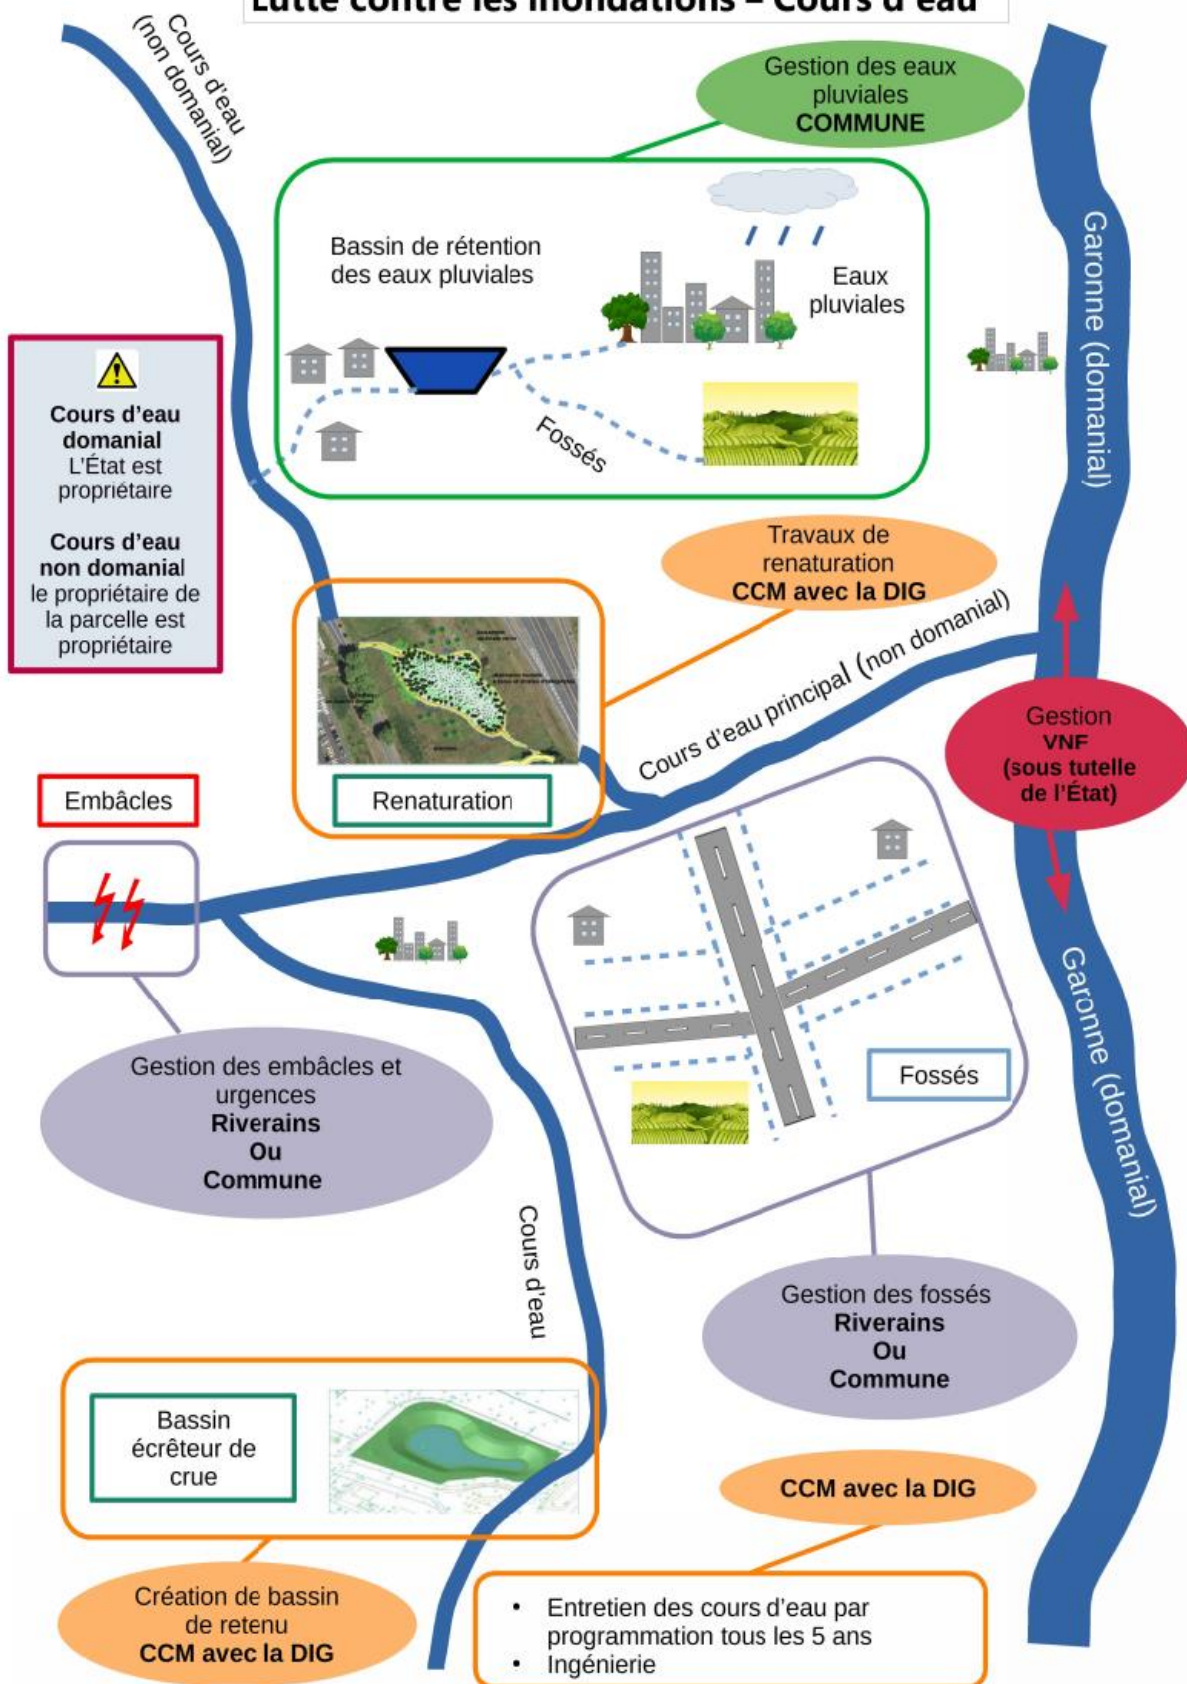 Lutte contre les inondations – Cours d'eau
Cours d'eau
(non domanial)
Gestion des eaux
pluviales
COMMUNE
Bassin de rétention
des eaux pluviales
Eaux
pluviales
Fossés
Garonne (domanial)
Cours d'eau
domanial
L'État est
propriétaire
Cours d'eau
non domanial
le propriétaire de
la parcelle est
propriétaire
Travaux de
renaturation
CCM avec la DIG
Cours d'eau principal (non domanial)
Gestion
VNF
(sous tutelle
de l'État)
Embâcles
Renaturation
Gestion des embâcles et
urgences
Riverains
Ou
Commune
Fossés
Garonne (domanial)
Cours d'eau
Gestion des fossés
Riverains
Ou
Commune
Bassin
écrêteur de
crue
CCM avec la DIG
Création de bassin
de retenu
CCM avec la DIG
• Entretien des cours d'eau par
programmation tous les 5 ans
• Ingénierie